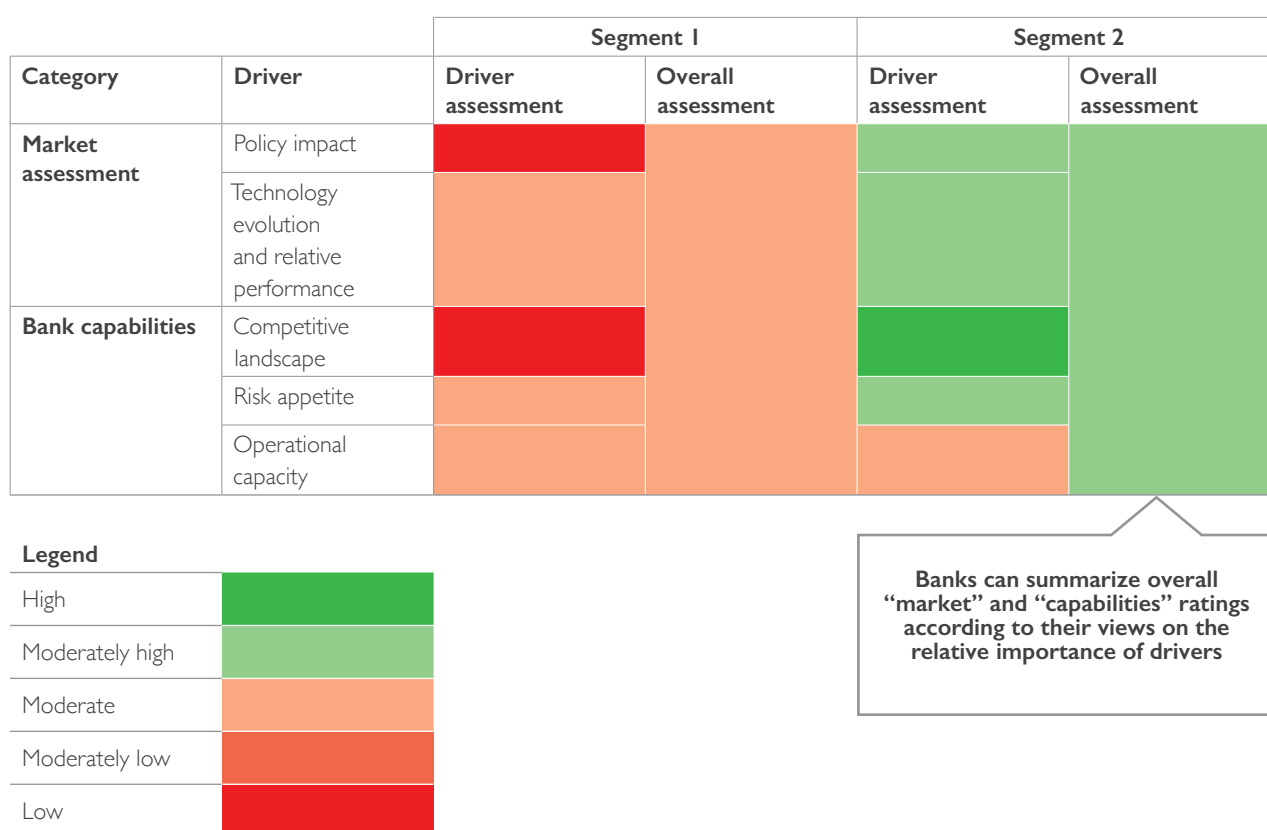 Segment 1
Segment 2
Category
Driver
Driver
assessment
Overall
assessment
Driver
assessment
Overall
assessment
Market
assessment
Policy impact
Technology
evolution
and relative
performance
Bank capabilities
Competitive
landscape
Risk appetite
Operational
capacity
Legend
High
Moderately high
Moderate
Moderately low
Low
Banks can summarize overall
“market” and “capabilities” ratings
according to their views on the
relative importance of drivers